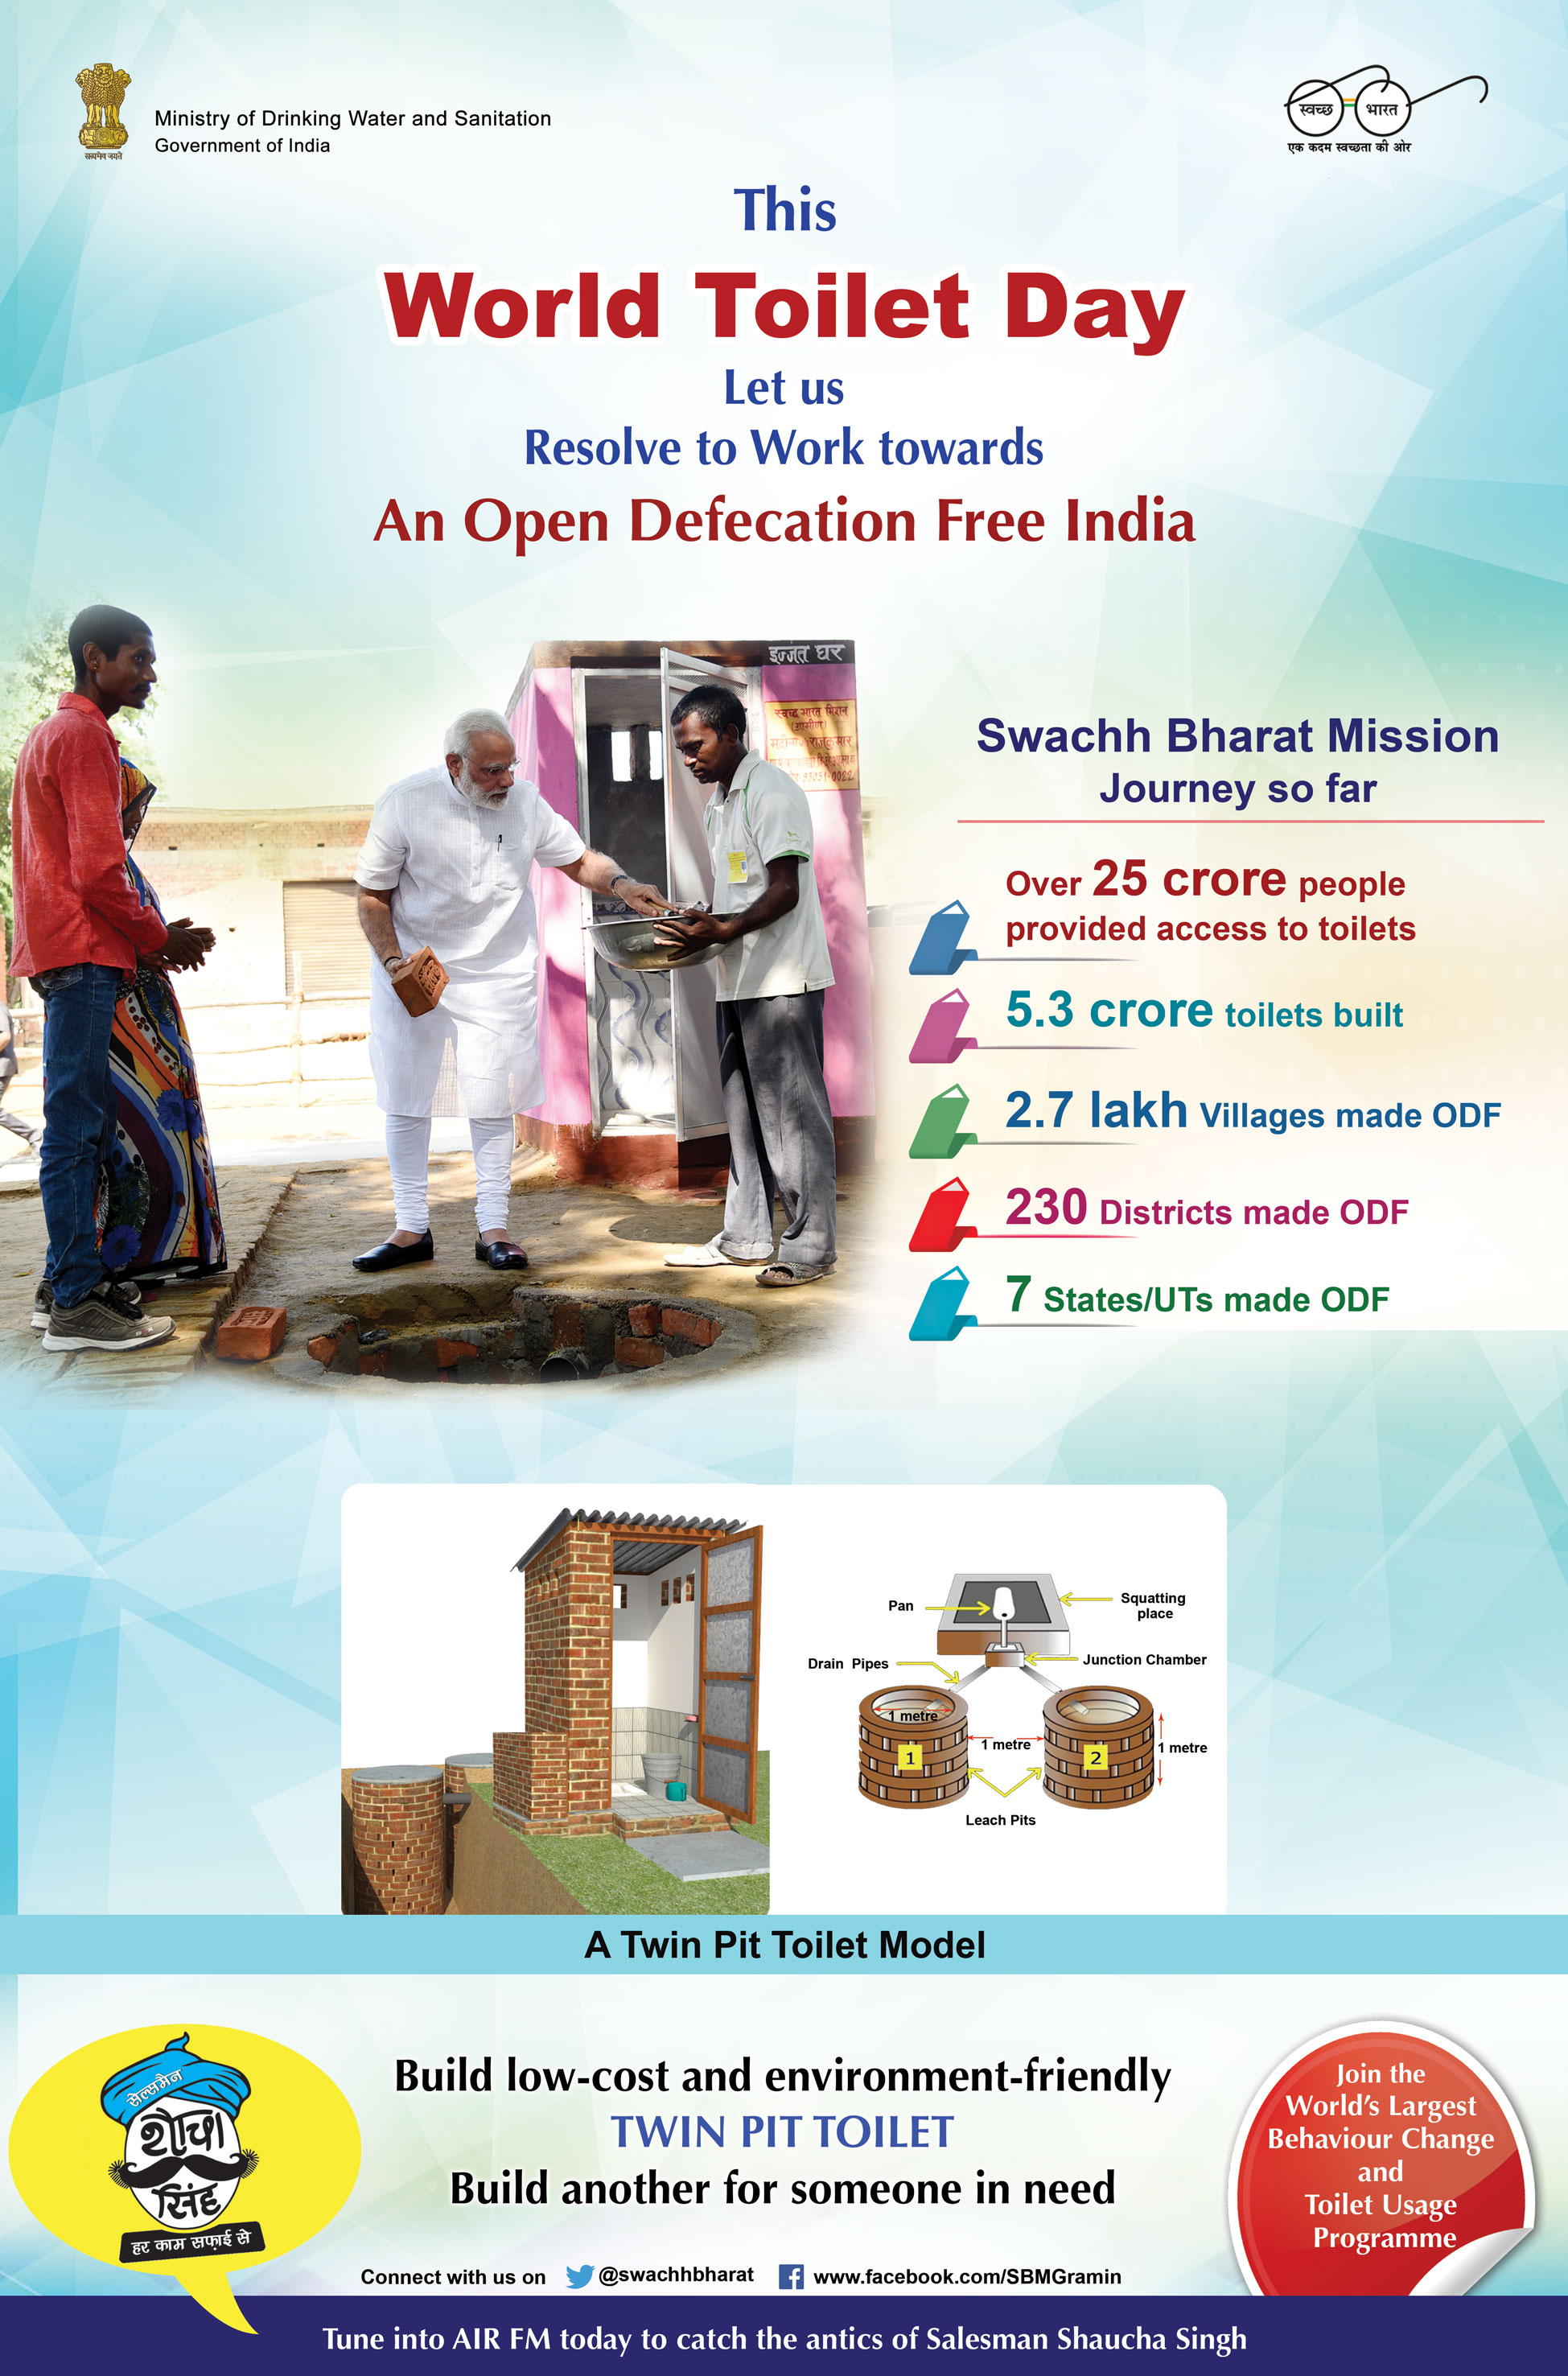 सत्यमेव जयते
Ministry of Drinking Water and Sanitation
Government of India
स्वच्छ भारत
एक कदम स्वच्छता की ओर
This
World Toilet Day
Let us
Resolve to Work towards
An Open Defecation Free India
इज्जत घर
स्वच्छ भारत मिशन
(ग्रामीण)
Swachh Bharat Mission
Journey so far
Over 25 crore people
provided access to toilets
5.3 crore toilets built
2.7 lakh Villages made ODF
230 Districts made ODF
7 States/UTs made ODF
Pan
Squatting
place
Drain Pipes
Junction Chamber
1 metre
1 metre
1 metre
1
2
Leach Pits
A Twin Pit Toilet Model
सेल्समैन
शौचा
सिंह
हर काम सफ़ाई से
Build low-cost and environment-friendly
TWIN PIT TOILET
Build another for someone in need
Join the
World's Largest
Behaviour Change
and
Toilet Usage
Programme
Connect with us on @swachhbharat www.facebook.com/SBMGramin
Tune into AIR FM today to catch the antics of Salesman Shaucha Singh